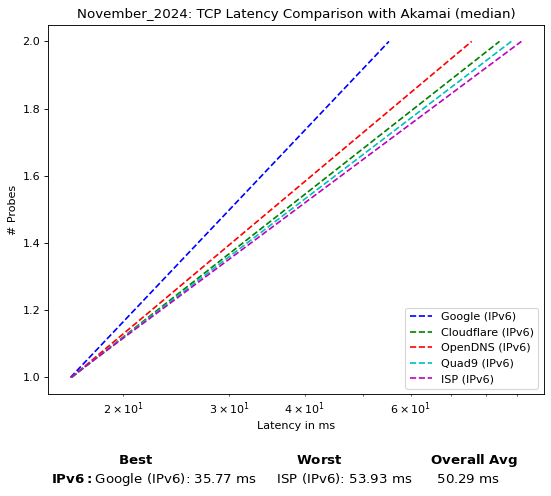 November_2024: TCP Latency Comparison with Akamai (median)
2.0
1.8
1.6
1.4
1.2
1.0
# Probes
Google (IPv6)
Cloudflare (IPv6)
OpenDNS (IPv6)
Quad9 (IPv6)
ISP (IPv6)
2 × 10¹ 3 × 10¹ 4 × 10¹ 6 × 10¹
Latency in ms
Best Worst Overall Avg
IPv6: Google (IPv6): 35.77 ms ISP (IPv6): 53.93 ms 50.29 ms